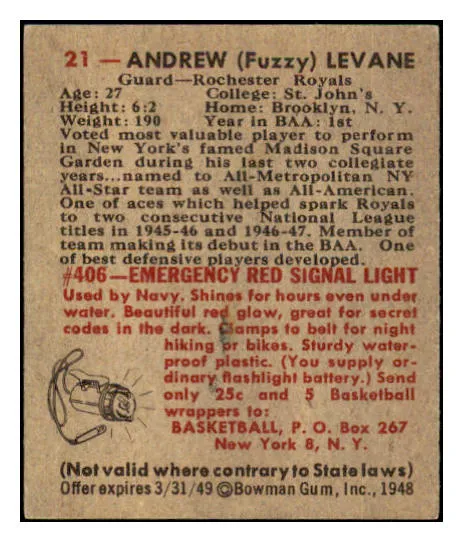 21 — ANDREW (Fuzzy) LEVANE
Guard—Rochester Royals
Age: 27 College: St. John's
Height: 6:2 Home: Brooklyn, N. Y.
Weight: 190 Year in BAA: 1st
Voted most valuable player to perform
in New York's famed Madison Square
Garden during his last two collegiate
years...named to All-Metropolitan NY
All-Star team as well as All-American.
One of aces which helped spark Royals
to two consecutive National League
titles in 1945-46 and 1946-47. Member of
team making its debut in the BAA. One
of best defensive players developed.
#406—EMERGENCY RED SIGNAL LIGHT
Used by Navy. Shines for hours even under
water. Beautiful red glow, great for secret
codes in the dark. Clamps to belt for night
hiking or bikes. Sturdy water-
proof plastic. (You supply or-
dinary flashlight battery.) Send
only 25c and 5 Basketball
wrappers to:
BASKETBALL, P. O. Box 267
New York 8, N. Y.
(Not valid where contrary to State laws)
Offer expires 3/31/49 ©Bowman Gum, Inc., 1948